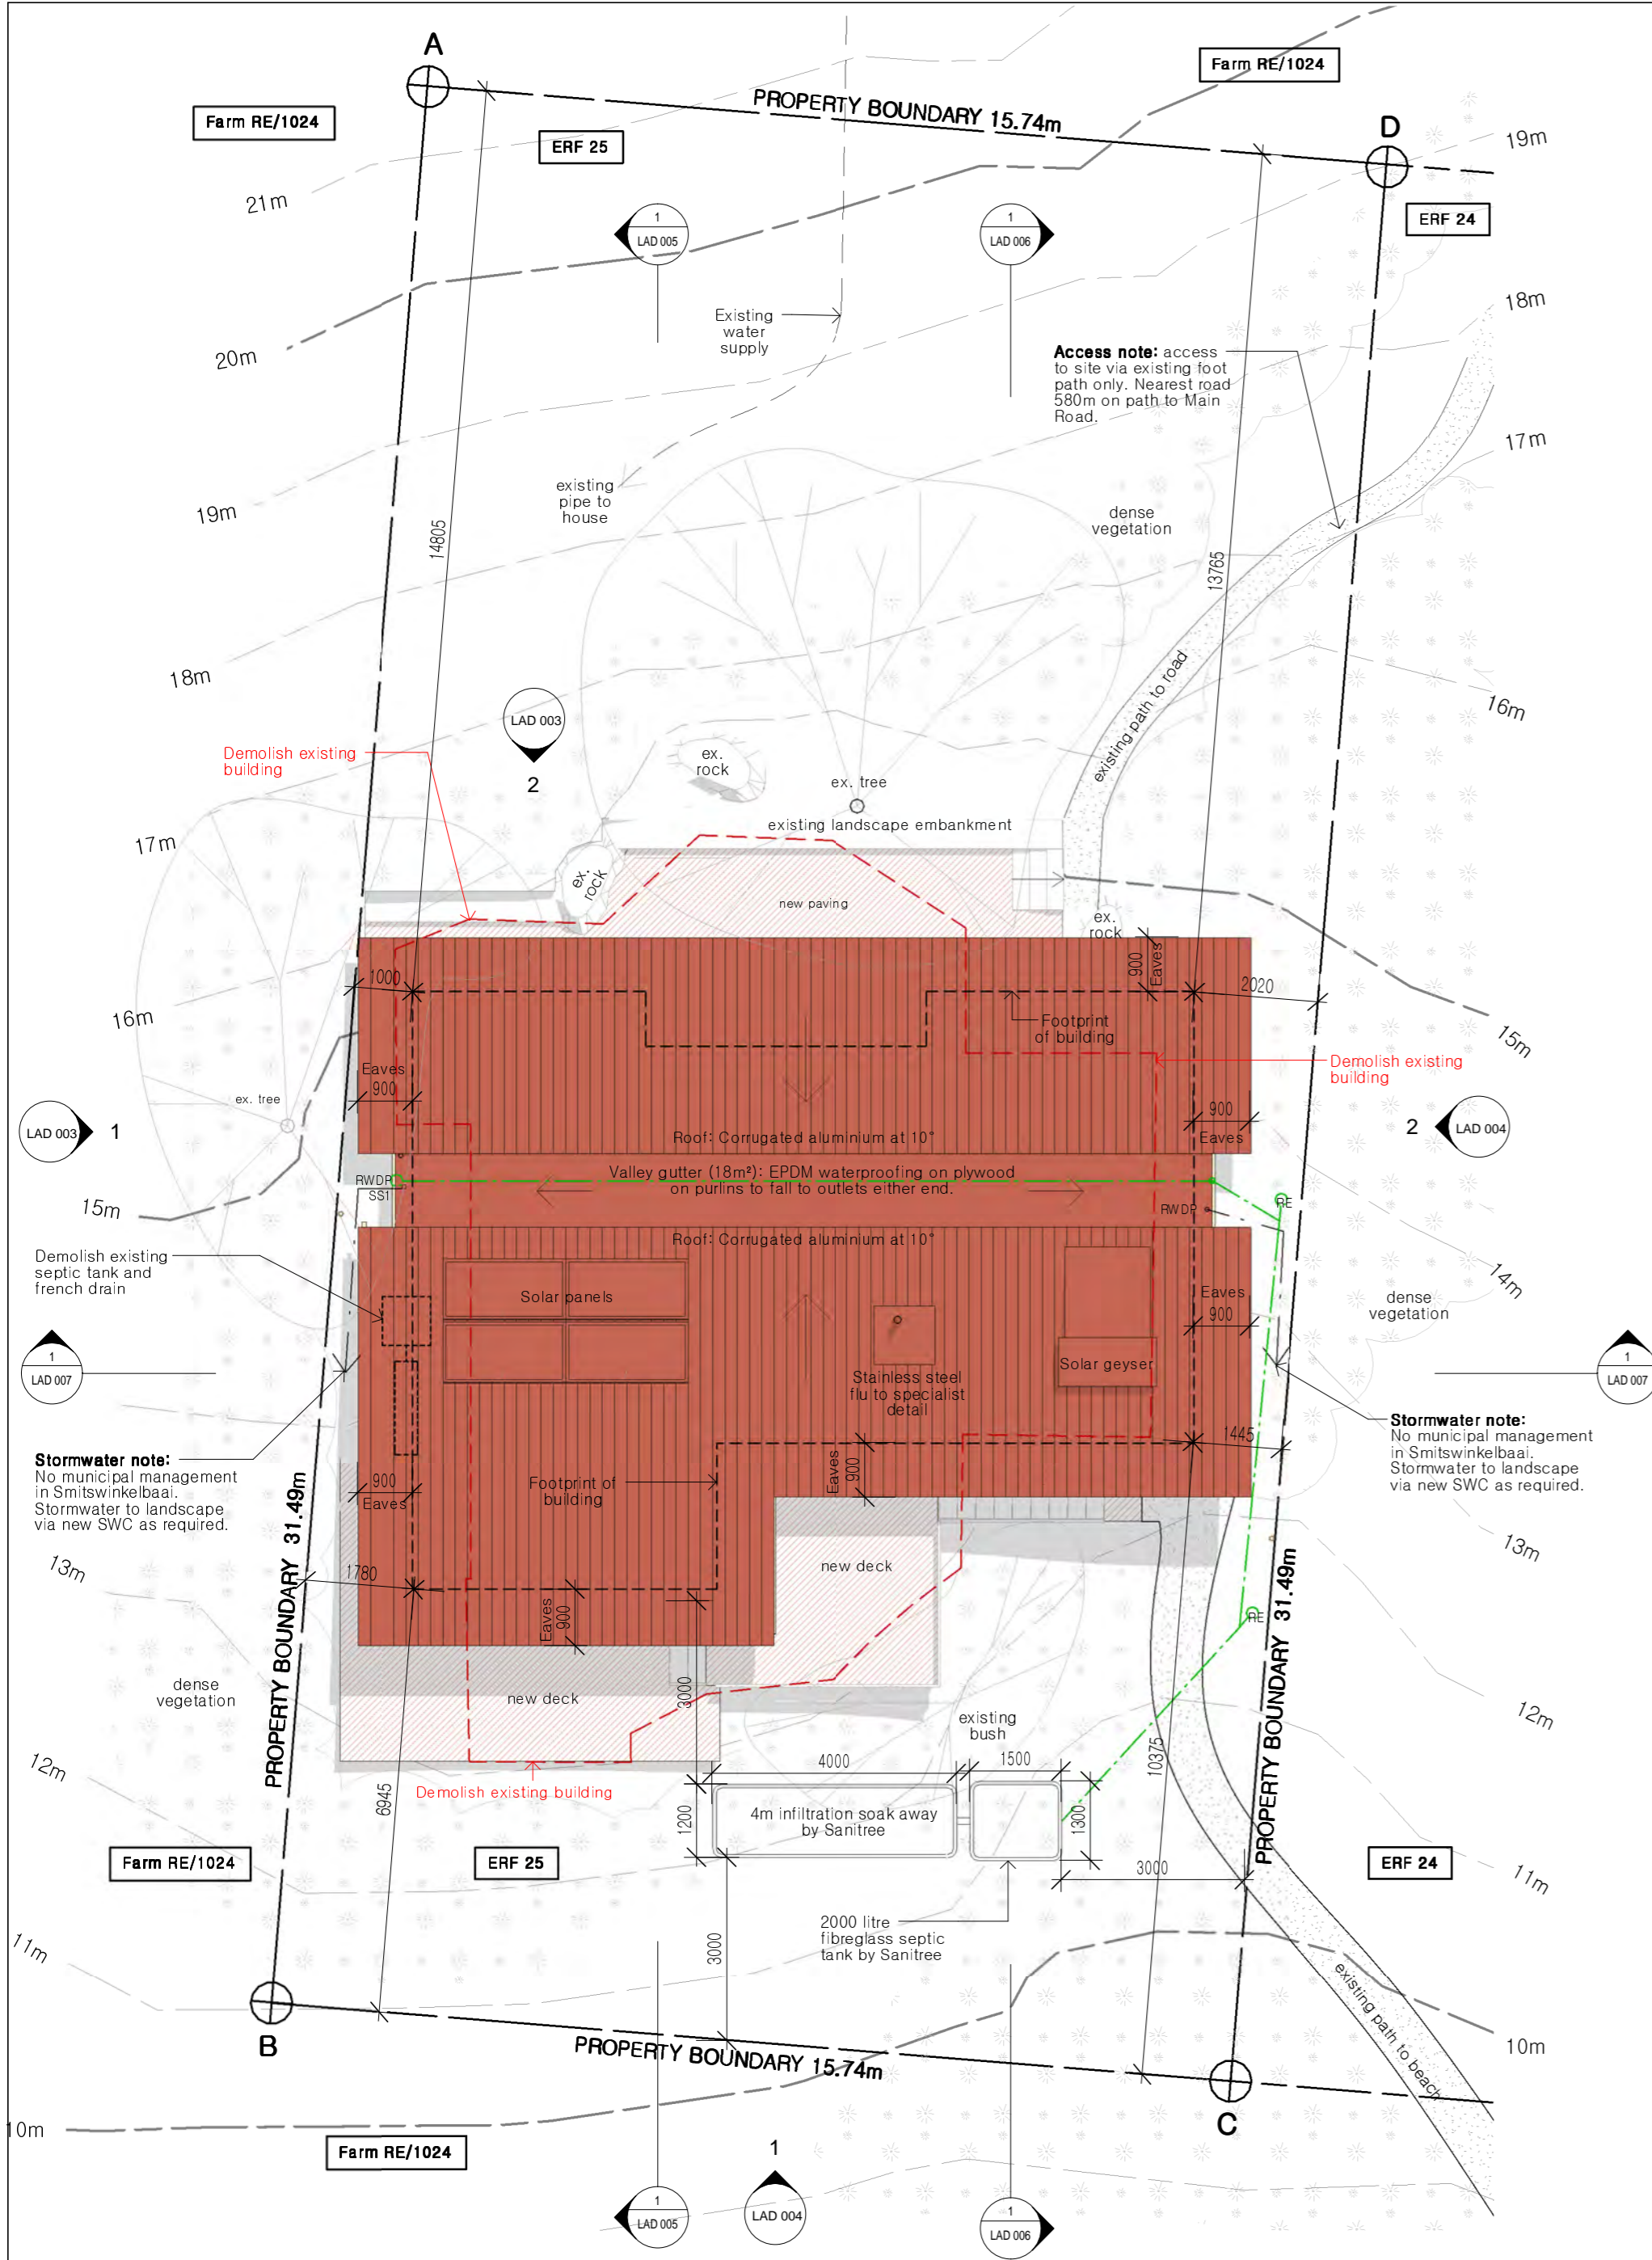 A
Farm RE/1024
PROPERTY BOUNDARY 15.74m
Farm RE/1024
D
19m
ERF 25
ERF 24
21m
1
LAD 005
1
LAD 006
18m
20m
Existing
water
supply
Access note: access
to site via existing foot
path only. Nearest road
580m on path to Main
Road.
17m
existing
pipe to
house
19m
14805
dense
vegetation
13765
18m
existing path to road
16m
LAD 003
2
Demolish existing
building
ex.
rock
ex. tree
existing landscape embankment
17m
ex.
rock
new paving
ex.
rock
1000
900
Eaves
2020
16m
Footprint
of building
15m
Demolish existing
building
Eaves
900
ex. tree
LAD 003
1
900
Eaves
2
LAD 004
Roof: Corrugated aluminium at 10°
Valley gutter (18m²): EPDM waterproofing on plywood
on purlins to fall to outlets either end.
RWDP
SS1
RWDP
RE
15m
Roof: Corrugated aluminium at 10°
Demolish existing
septic tank and
french drain
14m
Solar panels
Eaves
900
dense
vegetation
1
LAD 007
Stainless steel
flu to specialist
detail
Solar geyser
1
LAD 007
Stormwater note:
No municipal management
in Smitswinkelbaai.
Stormwater to landscape
via new SWC as required.
1445
Stormwater note:
No municipal management
in Smitswinkelbaai.
Stormwater to landscape
via new SWC as required.
900
Eaves
Footprint of
building
Eaves
900
PROPERTY BOUNDARY 31.49m
13m
13m
1780
new deck
Eaves
900
RE
PROPERTY BOUNDARY 31.49m
dense
vegetation
new deck
3000
existing
bush
12m
12m
4000
1500
10375
6945
Demolish existing building
1200
4m infiltration soak away
by Sanitree
1300
Farm RE/1024
ERF 25
3000
ERF 24
11m
2000 litre
fibreglass septic
tank by Sanitree
3000
11m
existing path to beach
B
PROPERTY BOUNDARY 15.74m
10m
C
10m
Farm RE/1024
1
1
LAD 005
LAD 004
1
LAD 006